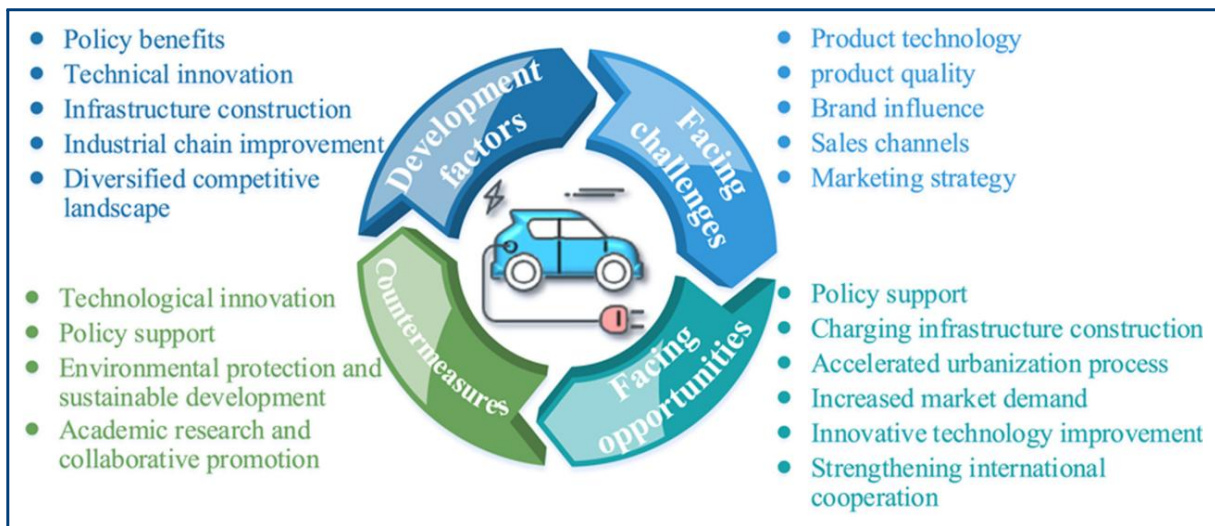 Policy benefits
Technical innovation
Infrastructure construction
Industrial chain improvement
Diversified competitive
landscape
Development
factors
Facing
challenges
Product technology
product quality
Brand influence
Sales channels
Marketing strategy
Technological innovation
Policy support
Environmental protection and
sustainable development
Academic research and
collaborative promotion
Countermeasures
Facing
opportunities
Policy support
Charging infrastructure construction
Accelerated urbanization process
Increased market demand
Innovative technology improvement
Strengthening international
cooperation